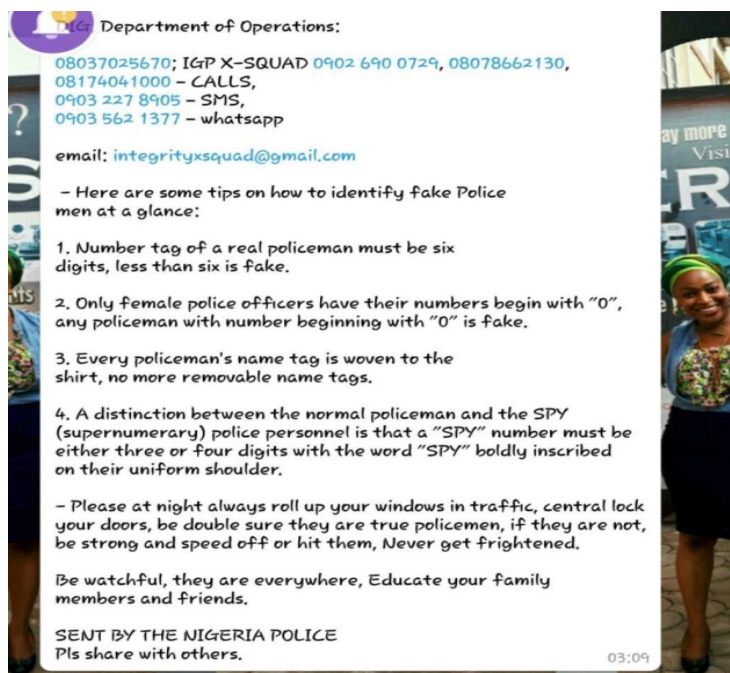 DIG Department of Operations:
08037025670; IGP X-SQUAD 0902 690 0729, 08078662130,
08174041000 – CALLS,
0903 227 8905 – SMS,
0903 562 1377 – whatsapp
email: integrityxsquad@gmail.com
– Here are some tips on how to identify fake Police
men at a glance:
1. Number tag of a real policeman must be six
digits, less than six is fake.
2. Only female police officers have their numbers begin with "0",
any policeman with number beginning with "0" is fake.
3. Every policeman's name tag is woven to the
shirt, no more removable name tags.
4. A distinction between the normal policeman and the SPY
(supernumerary) police personnel is that a "SPY" number must be
either three or four digits with the word "SPY" boldly inscribed
on their uniform shoulder.
– Please at night always roll up your windows in traffic, central lock
your doors, be double sure they are true policemen, if they are not,
be strong and speed off or hit them, Never get frightened.
Be watchful, they are everywhere, Educate your family
members and friends.
SENT BY THE NIGERIA POLICE
Pls share with others.
03:09
?
S
nts
ay more
Visi
ER